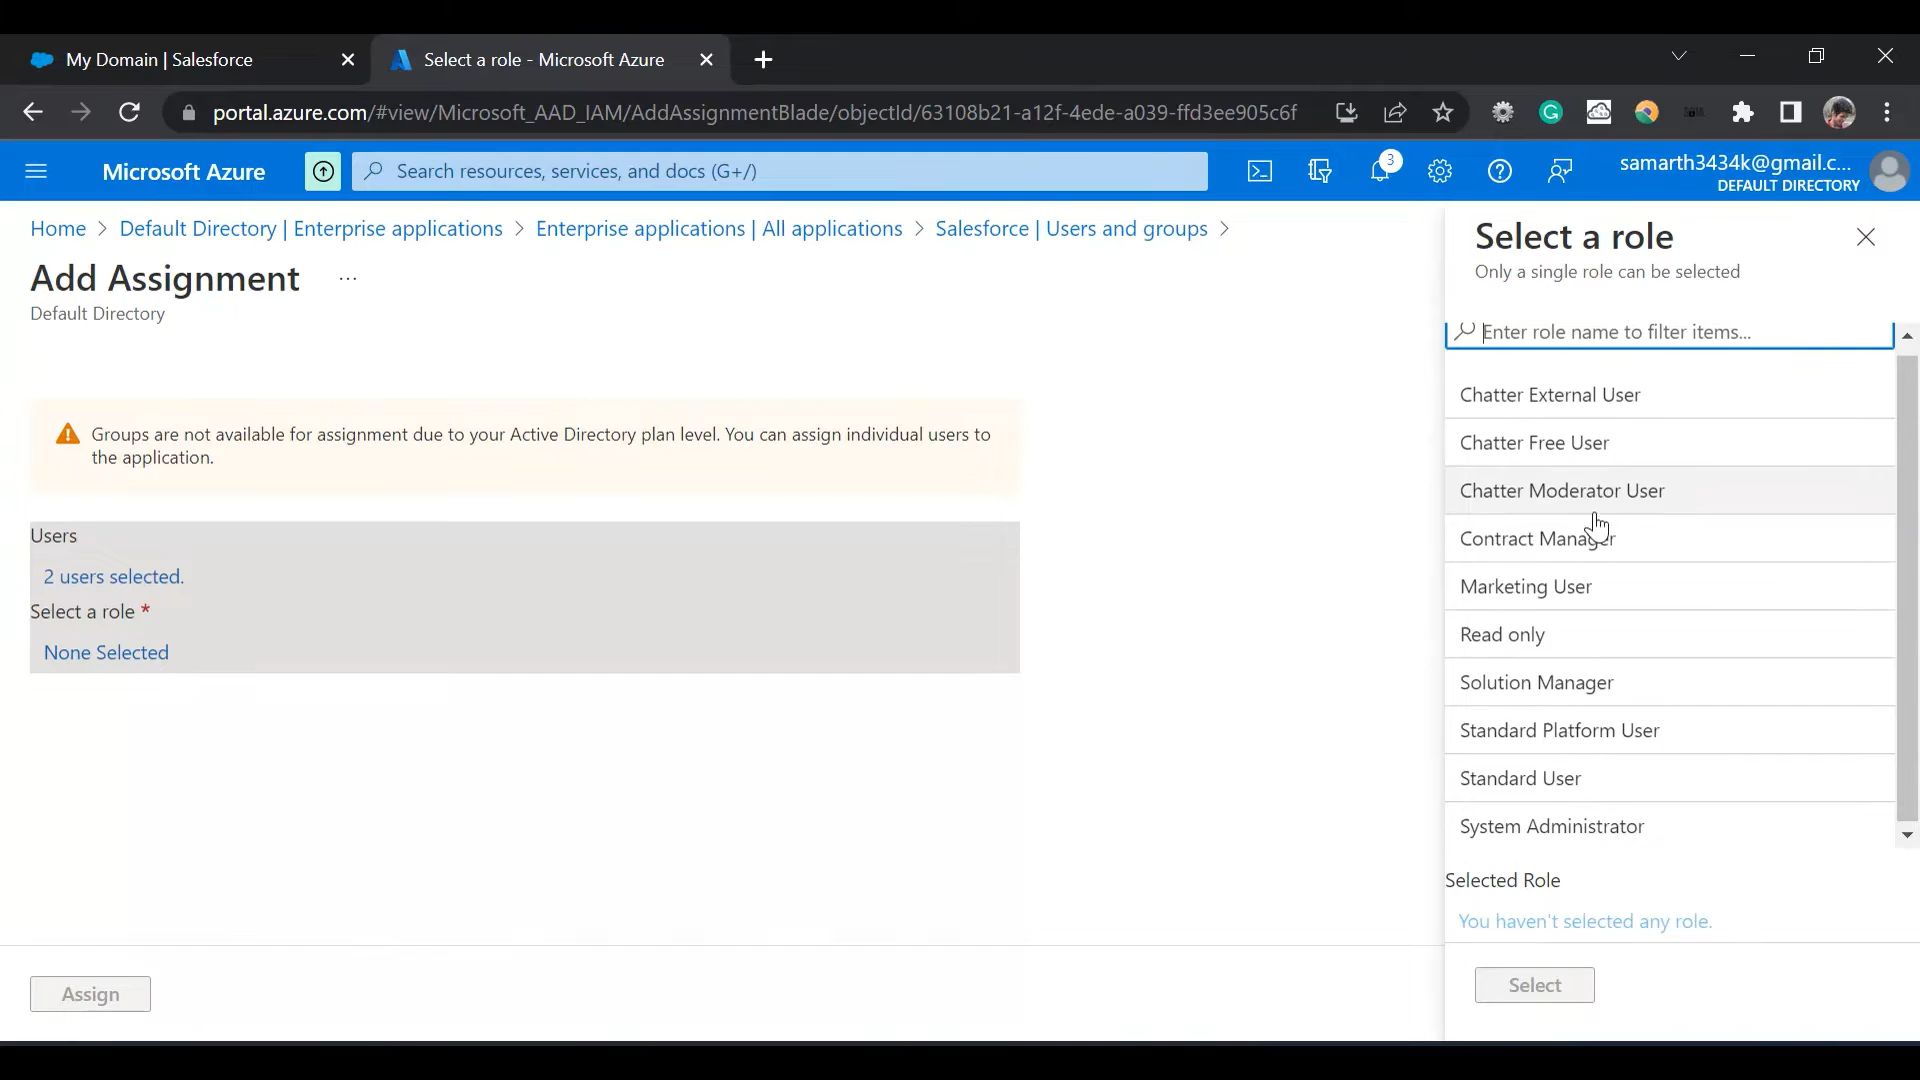 My Domain | Salesforce
Select a role - Microsoft Azure
portal.azure.com/#view/Microsoft_AAD_IAM/AddAssignmentBlade/objectId/63108b21-a12f-4ede-a039-ffd3ee905c6f
Microsoft Azure
Search resources, services, and docs (G+/)
3
samarth3434k@gmail.c...
DEFAULT DIRECTORY
Home > Default Directory | Enterprise applications > Enterprise applications | All applications > Salesforce | Users and groups >
Add Assignment ...
Default Directory
Groups are not available for assignment due to your Active Directory plan level. You can assign individual users to
the application.
Users
2 users selected.
Select a role *
None Selected
Assign
Select a role
Only a single role can be selected
Enter role name to filter items...
Chatter External User
Chatter Free User
Chatter Moderator User
Contract Manager
Marketing User
Read only
Solution Manager
Standard Platform User
Standard User
System Administrator
Selected Role
You haven't selected any role.
Select